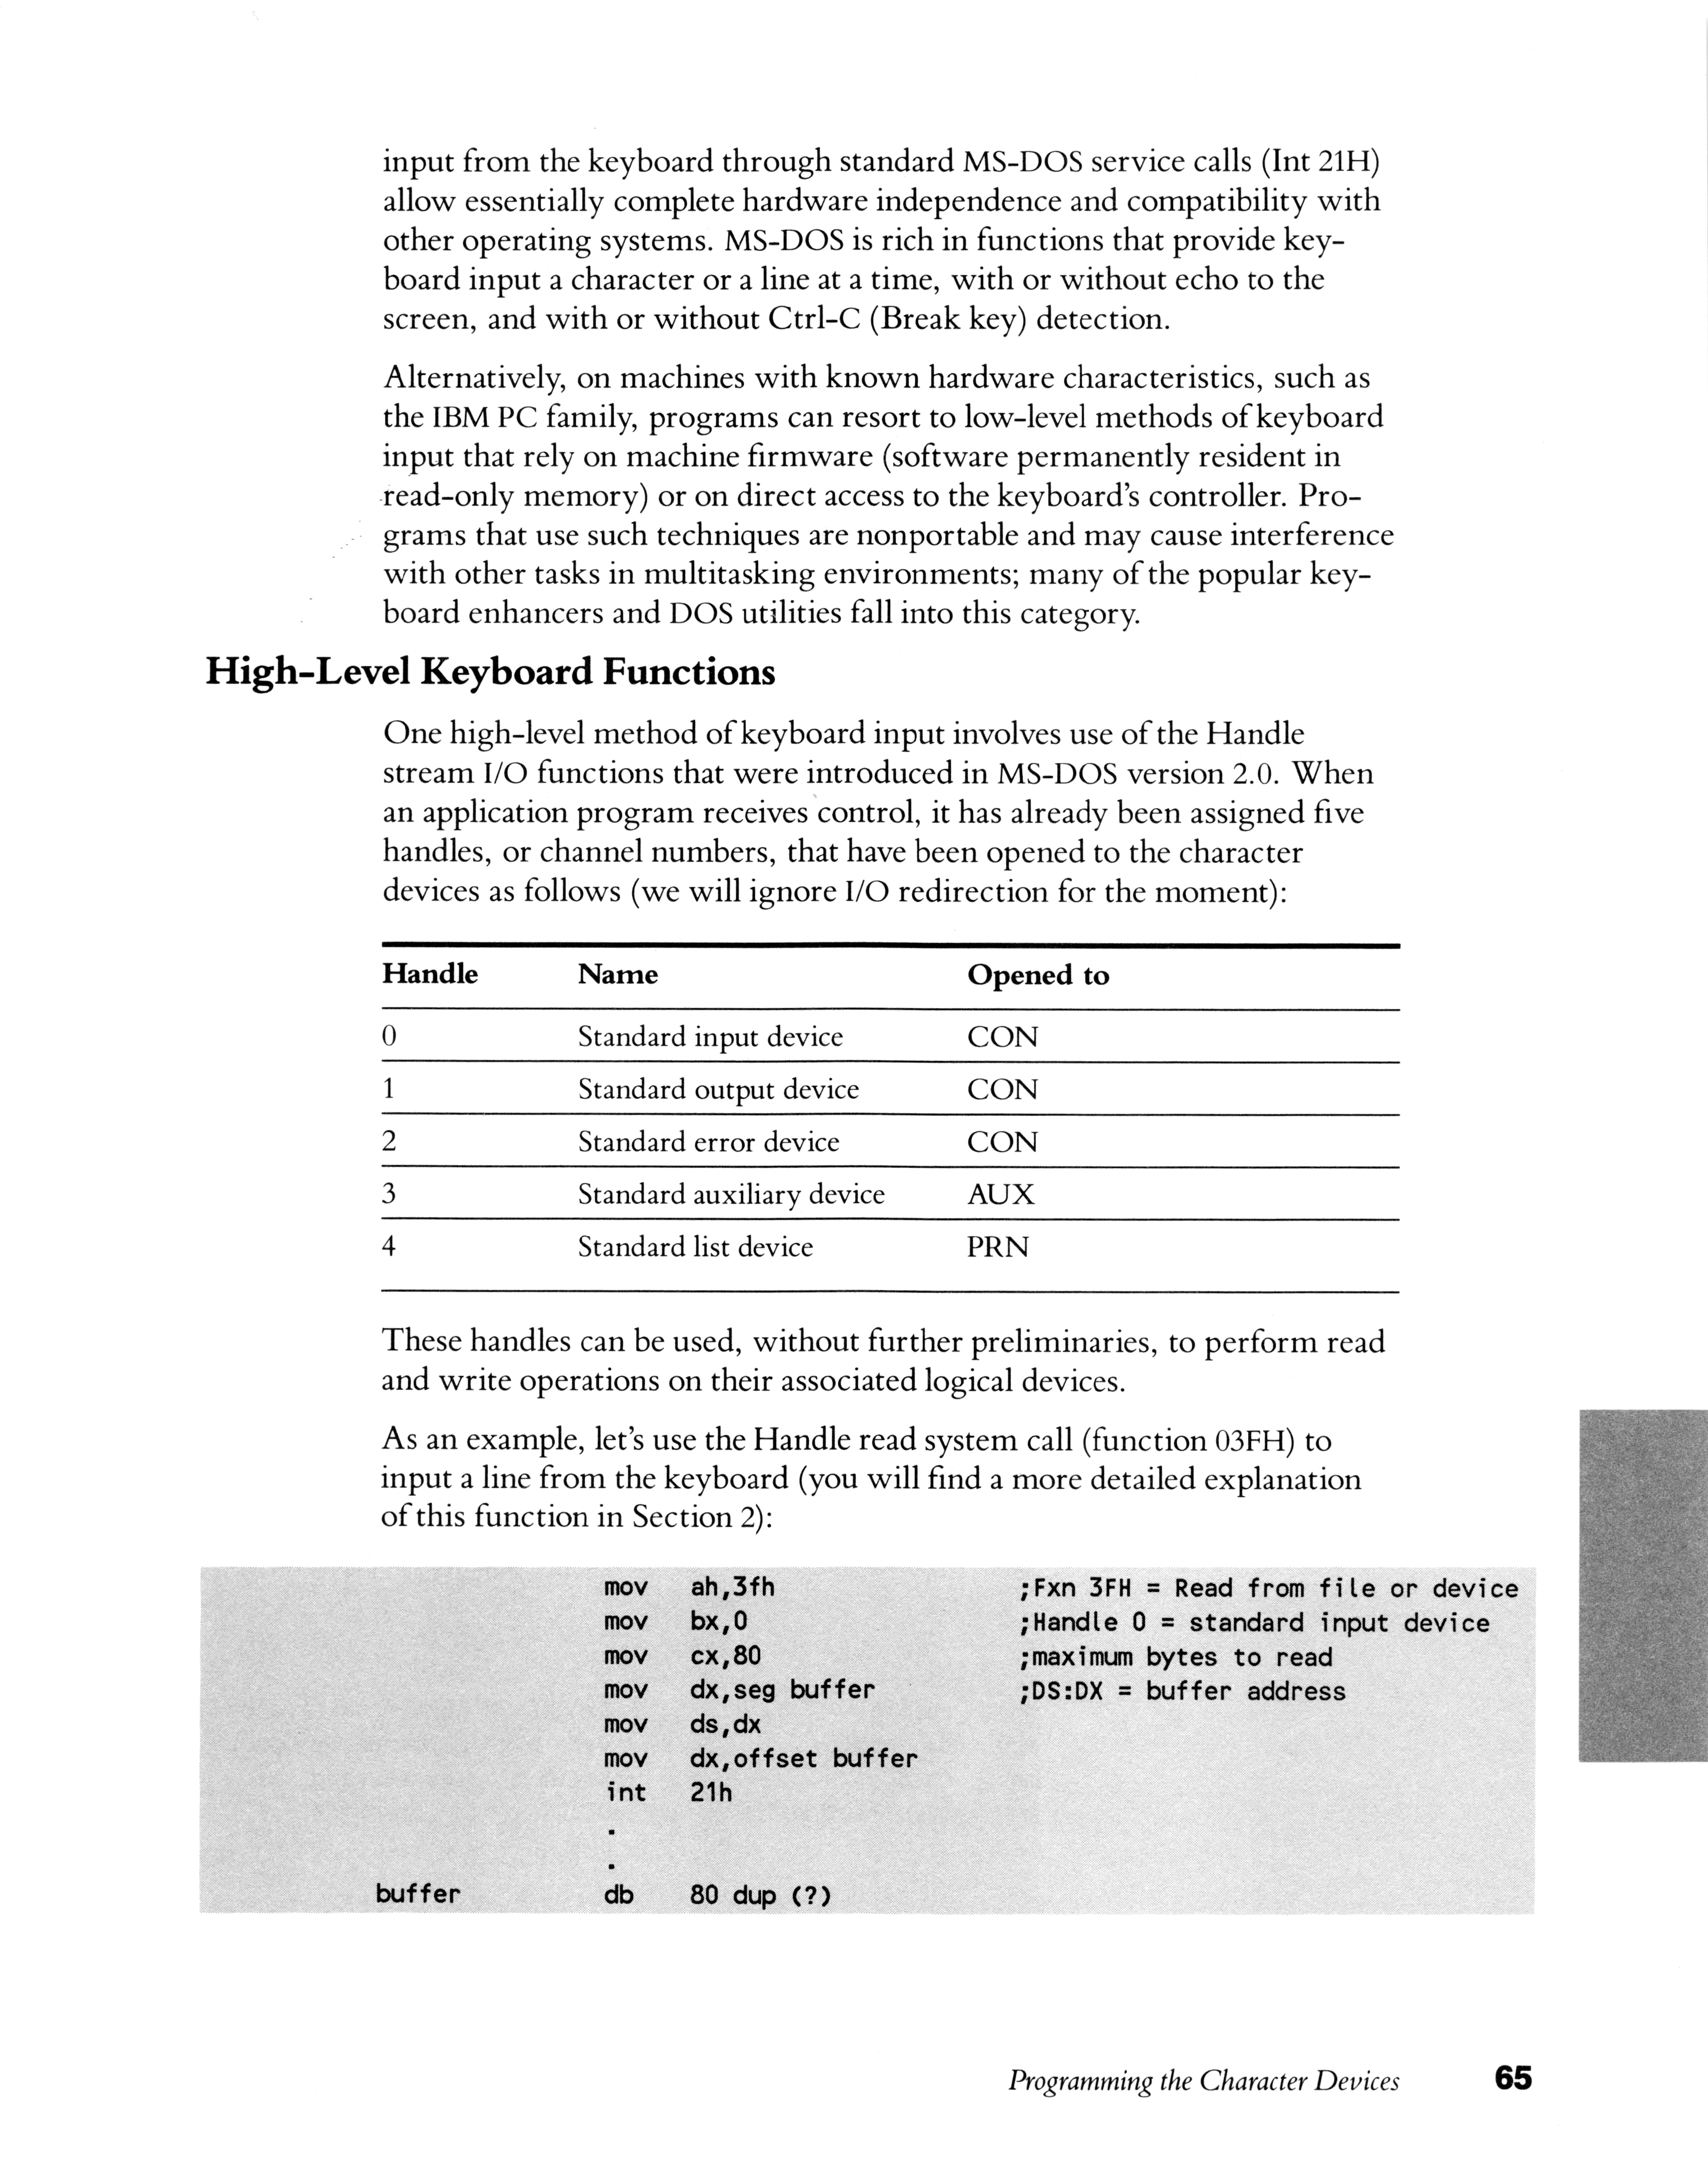 input from the keyboard through standard MS-DOS service calls (Int 21H)
allow essentially complete hardware independence and compatibility with
other operating systems. MS-DOS is rich in functions that provide key-
board input a character or a line at a time, with or without echo to the
screen, and with or without Ctrl-C (Break key) detection.
Alternatively, on machines with known hardware characteristics, such as
the IBM PC family, programs can resort to low-level methods of keyboard
input that rely on machine firmware (software permanently resident in
read-only memory) or on direct access to the keyboard's controller. Pro-
grams that use such techniques are nonportable and may cause interference
with other tasks in multitasking environments; many of the popular key-
board enhancers and DOS utilities fall into this category.
High-Level Keyboard Functions
One high-level method of keyboard input involves use of the Handle
stream I/O functions that were introduced in MS-DOS version 2.0. When
an application program receives control, it has already been assigned five
handles, or channel numbers, that have been opened to the character
devices as follows (we will ignore I/O redirection for the moment):
Handle Name Opened to
0 Standard input device CON
1 Standard output device CON
2 Standard error device CON
3 Standard auxiliary device AUX
4 Standard list device PRN
These handles can be used, without further preliminaries, to perform read
and write operations on their associated logical devices.
As an example, let's use the Handle read system call (function 03FH) to
input a line from the keyboard (you will find a more detailed explanation
of this function in Section 2):
mov ah,3fh ;Fxn 3FH = Read from file or device
mov bx,0 ;Handle 0 = standard input device
mov cx,80 ;maximum bytes to read
mov dx,seg buffer ;DS:DX = buffer address
mov ds,dx
mov dx,offset buffer
int 21h
.
.
buffer db 80 dup (?)
Programming the Character Devices 65